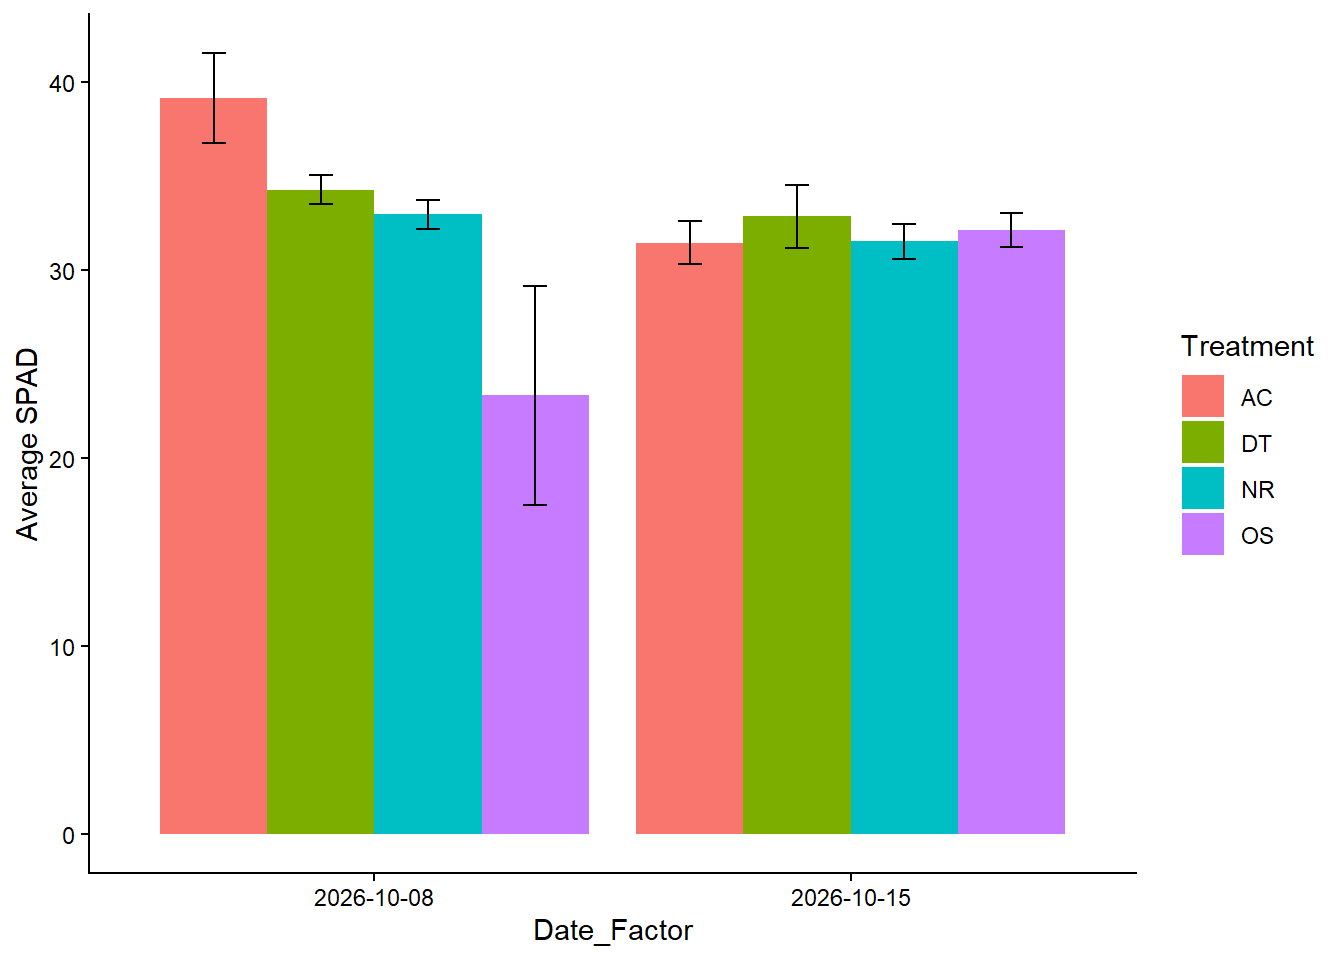 Average SPAD
40
30
20
10
0
2026-10-08
2026-10-15
Date_Factor
Treatment
AC
DT
NR
OS